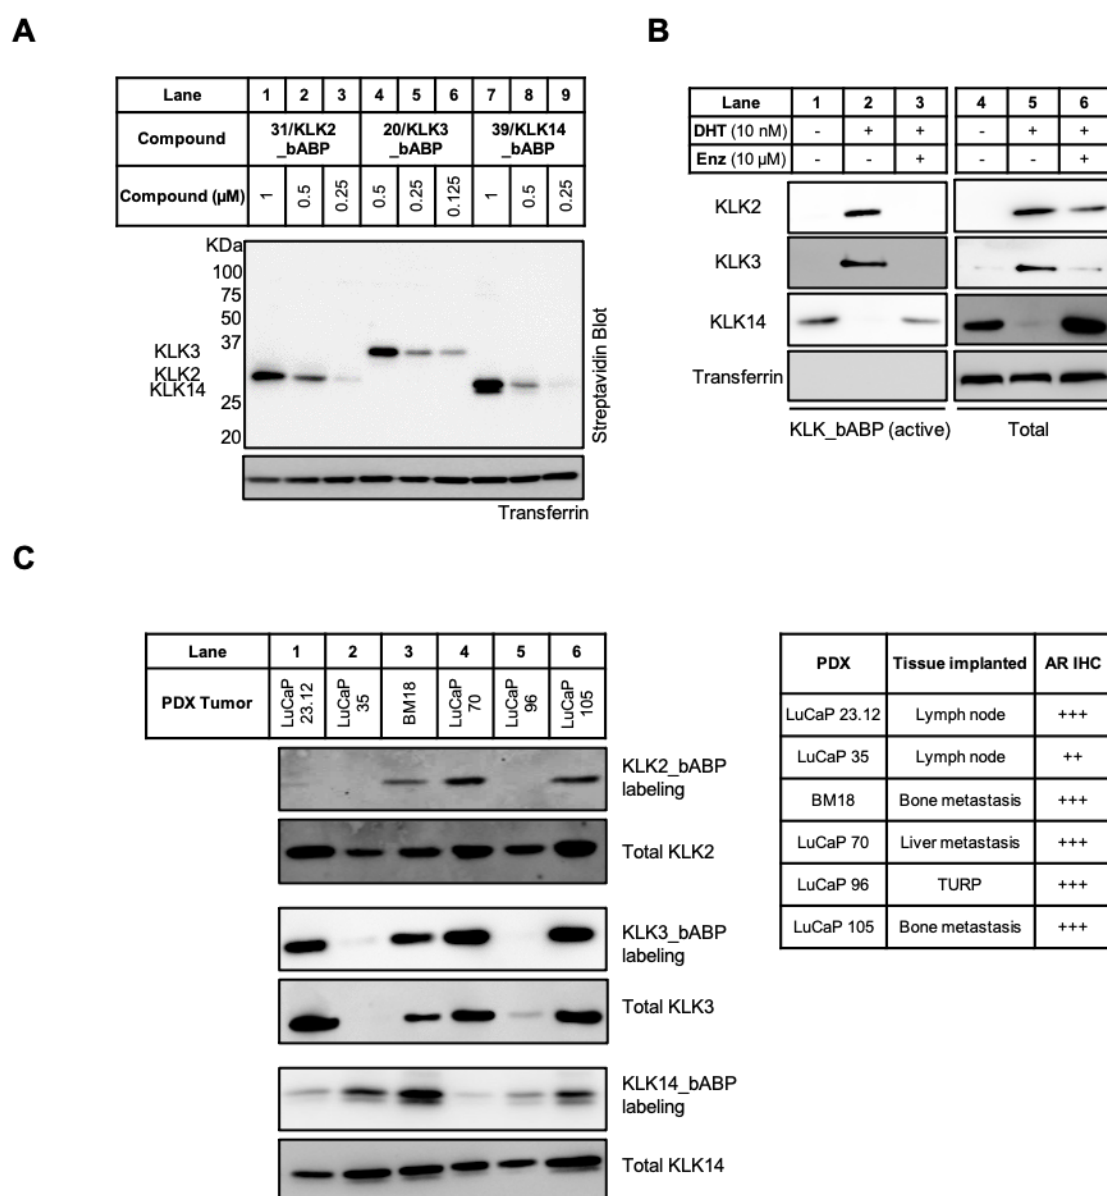 A
Lane 1 2 3 4 5 6 7 8 9
Compound 31/KLK2 _bABP 20/KLK3 _bABP 39/KLK14 _bABP
Compound (µM) 1 0.5 0.25 0.5 0.25 0.125 1 0.5 0.25
KDa
100
75
50
37
KLK3
KLK2
KLK14
25
20
Streptavidin Blot
Transferrin
B
Lane 1 2 3 4 5 6
DHT (10 nM) - + + - + +
Enz (10 µM) - - + - - +
KLK2
KLK3
KLK14
Transferrin
KLK_bABP (active) Total
C
Lane 1 2 3 4 5 6
PDX Tumor LuCaP 23.12 LuCaP 35 BM18 LuCaP 70 LuCaP 96 LuCaP 105
KLK2_bABP
labeling
Total KLK2
KLK3_bABP
labeling
Total KLK3
KLK14_bABP
labeling
Total KLK14
PDX Tissue implanted AR IHC
LuCaP 23.12 Lymph node +++
LuCaP 35 Lymph node ++
BM18 Bone metastasis +++
LuCaP 70 Liver metastasis +++
LuCaP 96 TURP +++
LuCaP 105 Bone metastasis +++